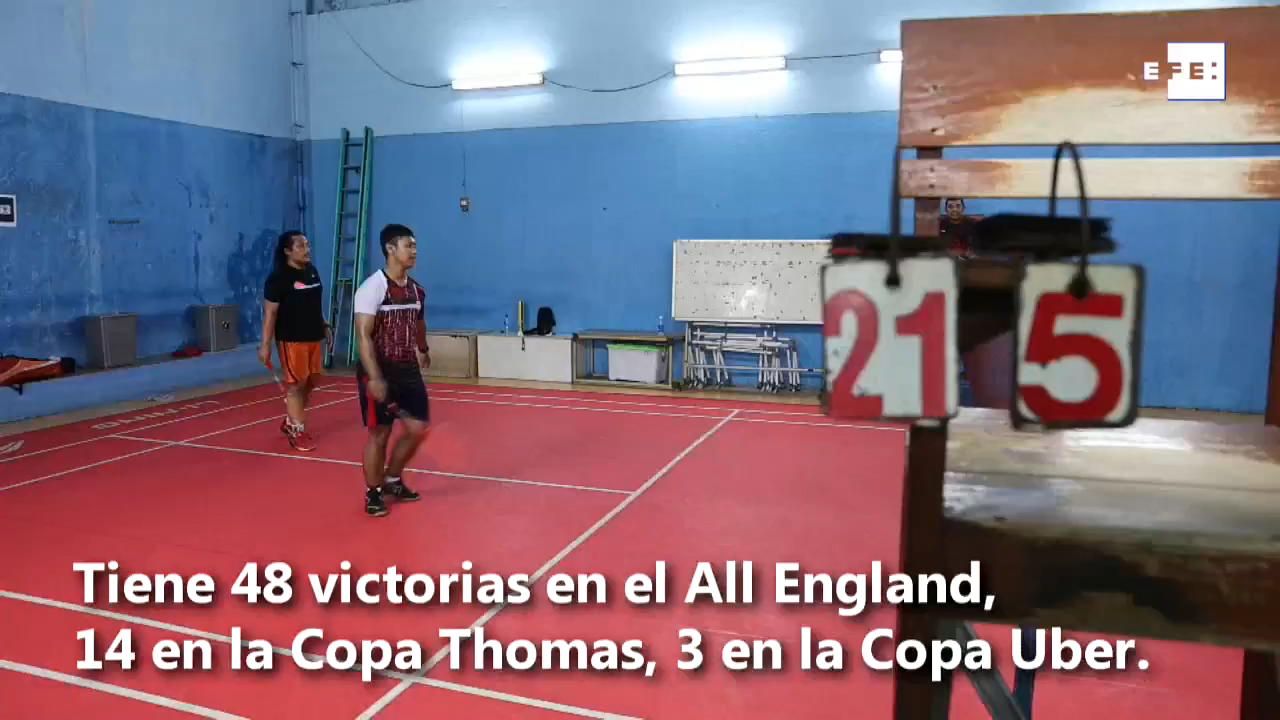 EFE:
21 5
Tiene 48 victorias en el All England,
14 en la Copa Thomas, 3 en la Copa Uber.